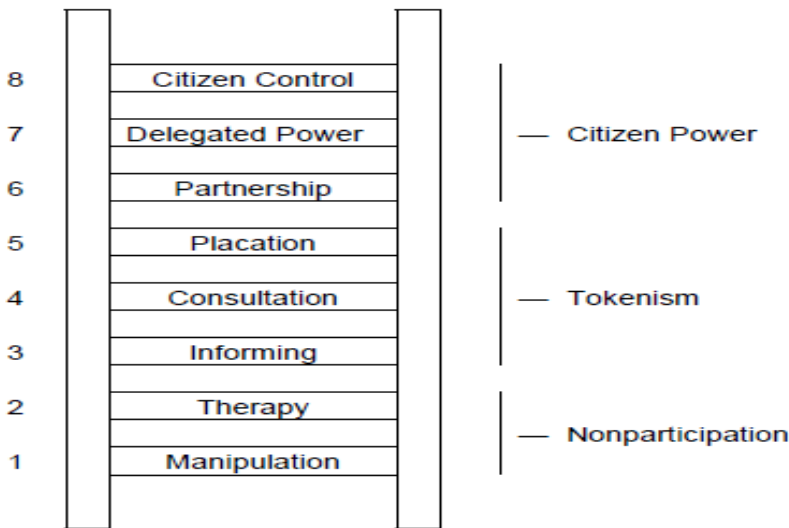 8 Citizen Control
7 Delegated Power — Citizen Power
6 Partnership
5 Placation
4 Consultation — Tokenism
3 Informing
2 Therapy
— Nonparticipation
1 Manipulation